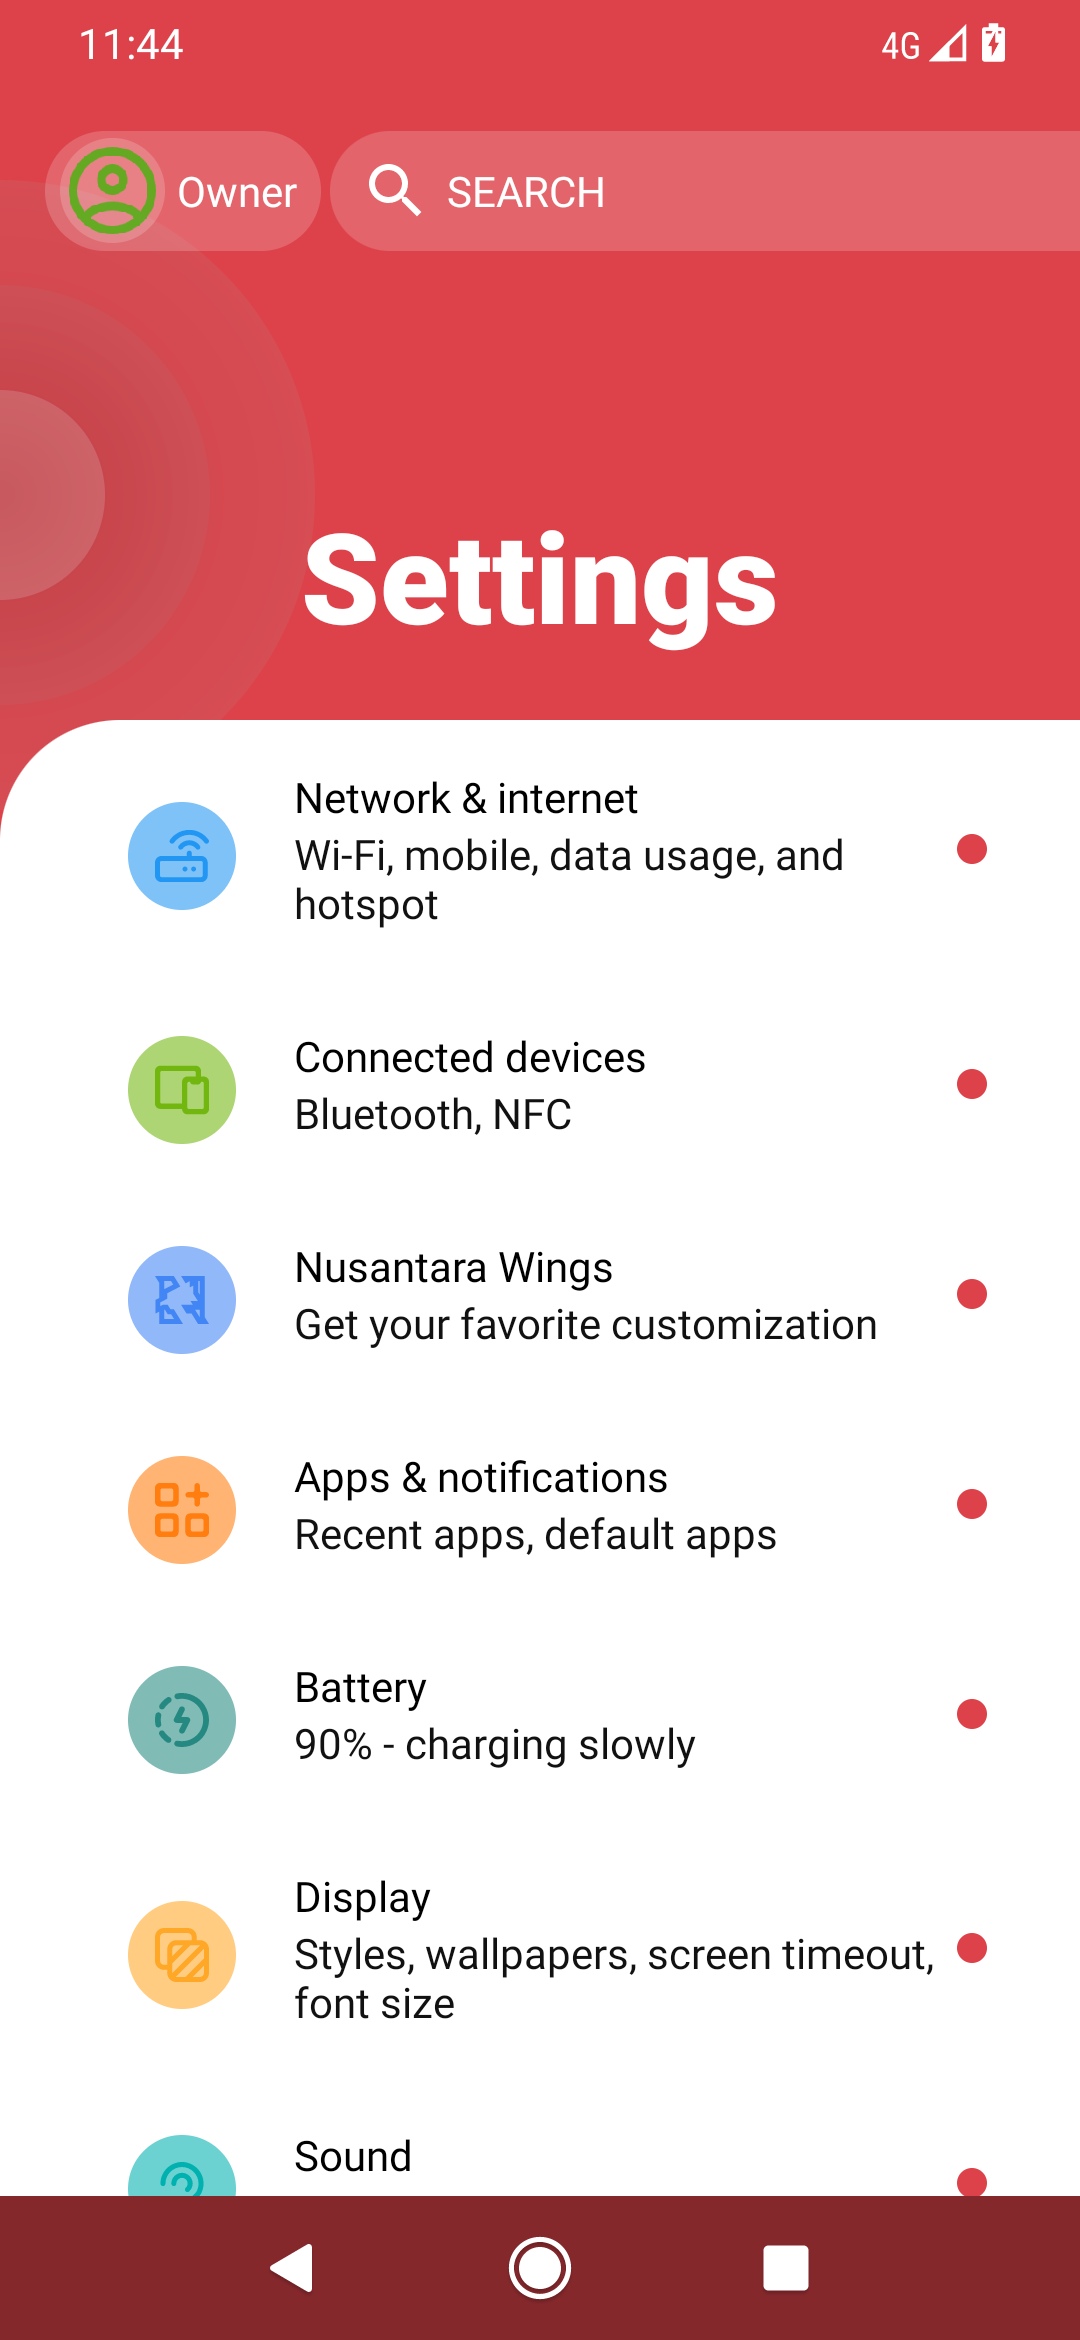 11:44
4G
Owner
SEARCH
Settings
Network & internet
Wi-Fi, mobile, data usage, and
hotspot
Connected devices
Bluetooth, NFC
Nusantara Wings
Get your favorite customization
Apps & notifications
Recent apps, default apps
Battery
90% - charging slowly
Display
Styles, wallpapers, screen timeout,
font size
Sound